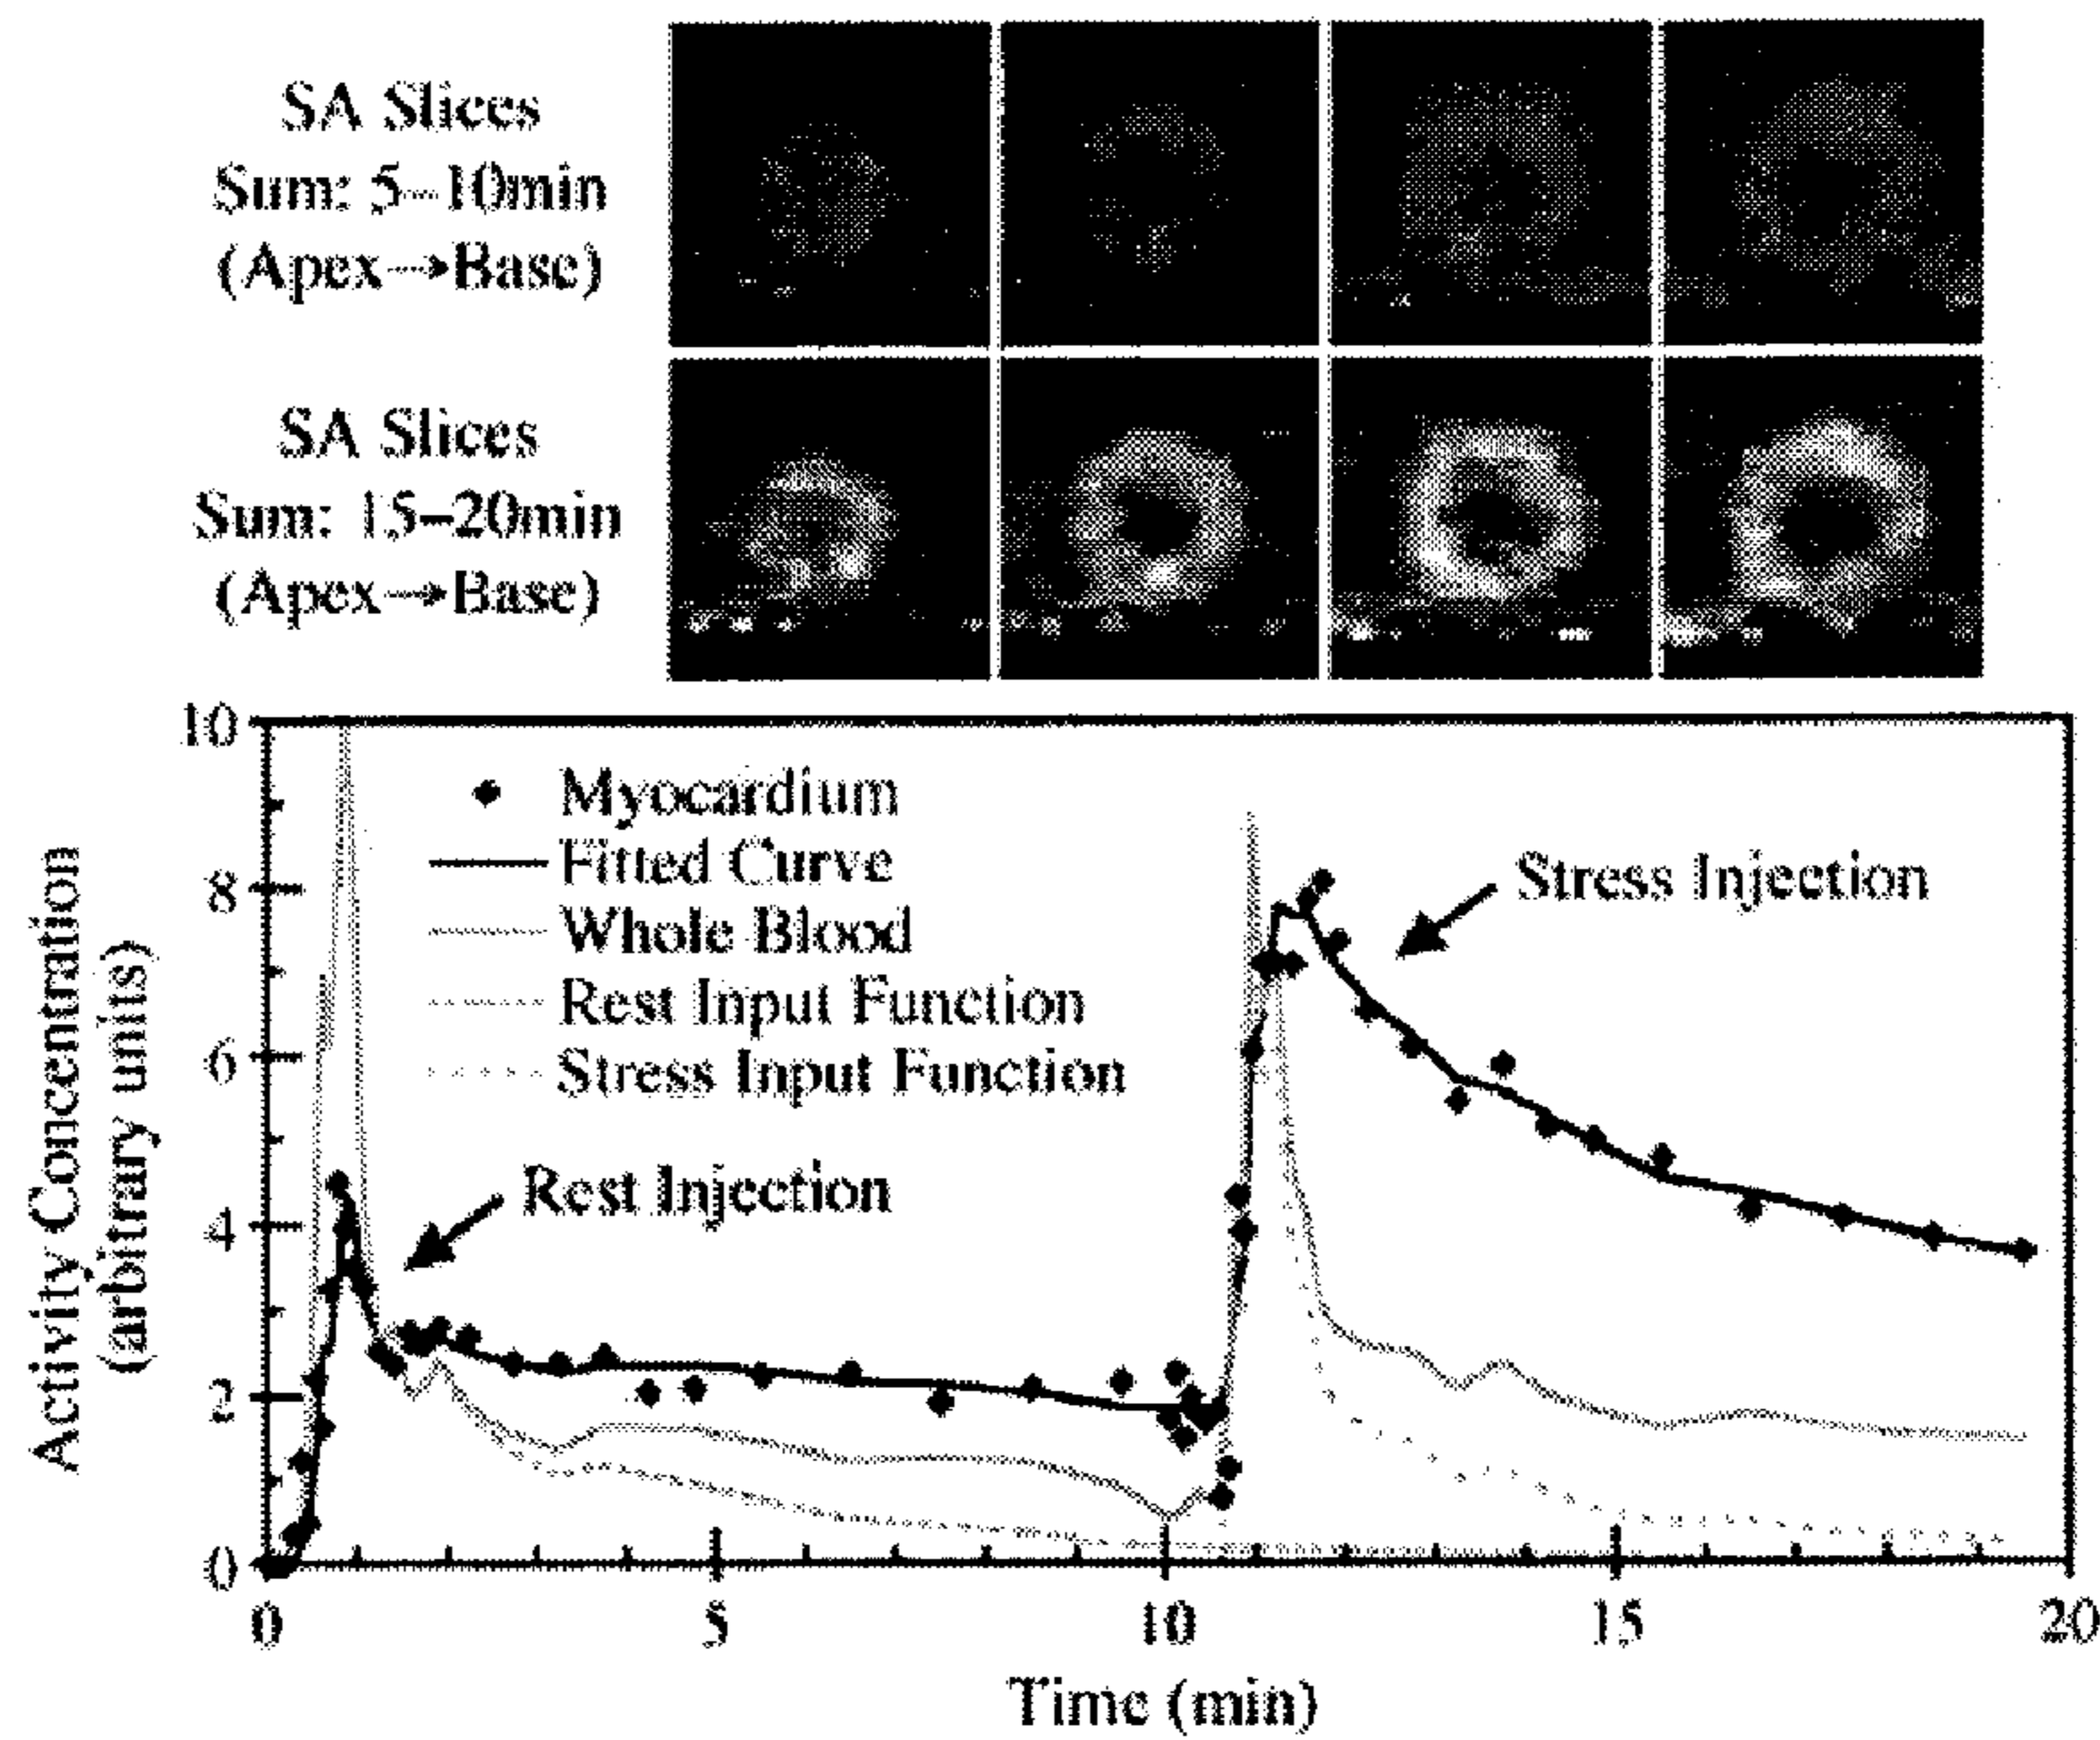 SA Slices
Sum: 5–10min
(Apex→Base)
SA Slices
Sum: 15–20min
(Apex→Base)
10
8
6
4
2
0
Activity Concentration
(arbitrary units)
Myocardium
Fitted Curve
Whole Blood
Rest Input Function
Stress Input Function
Rest Injection
Stress Injection
0
5
10
15
20
Time (min)